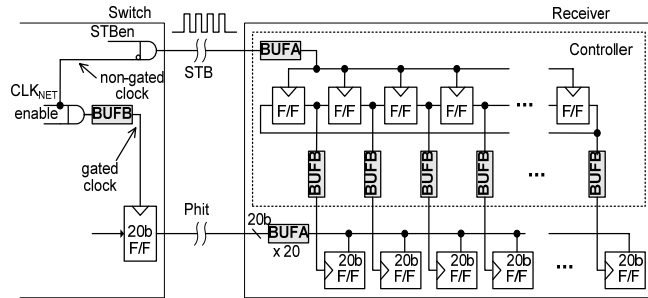 Switch
Receiver
STBen
BUFA
Controller
STB
non-gated
clock
CLKNET
enable
BUFB
F/F
F/F
F/F
F/F
...
F/F
gated
clock
BUFB
BUFB
BUFB
BUFB
BUFB
...
BUFB
Phit
20b
BUFA
x 20
20b
F/F
20b
F/F
20b
F/F
20b
F/F
20b
F/F
20b
F/F
...
20b
F/F